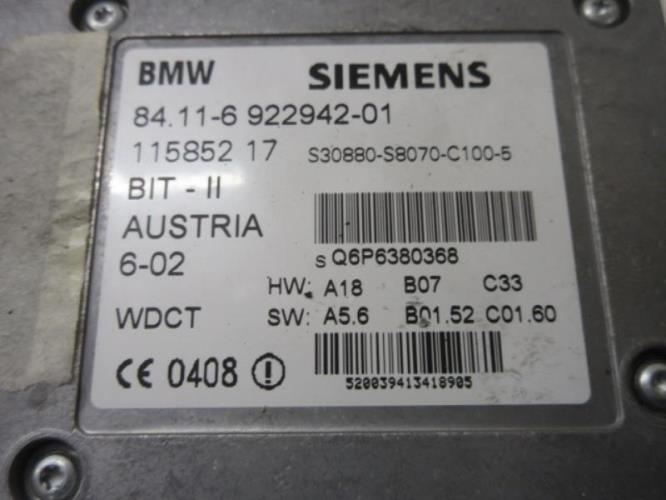 BMW SIEMENS
84.11-6 922942-01
115852 17 S30880-S8070-C100-5
BIT - II
AUSTRIA
S Q6P6380368
6-02
HW: A18 B07 C33
WDCT SW: A5.6 B01.52 C01.60
CE 0408
520039413418905